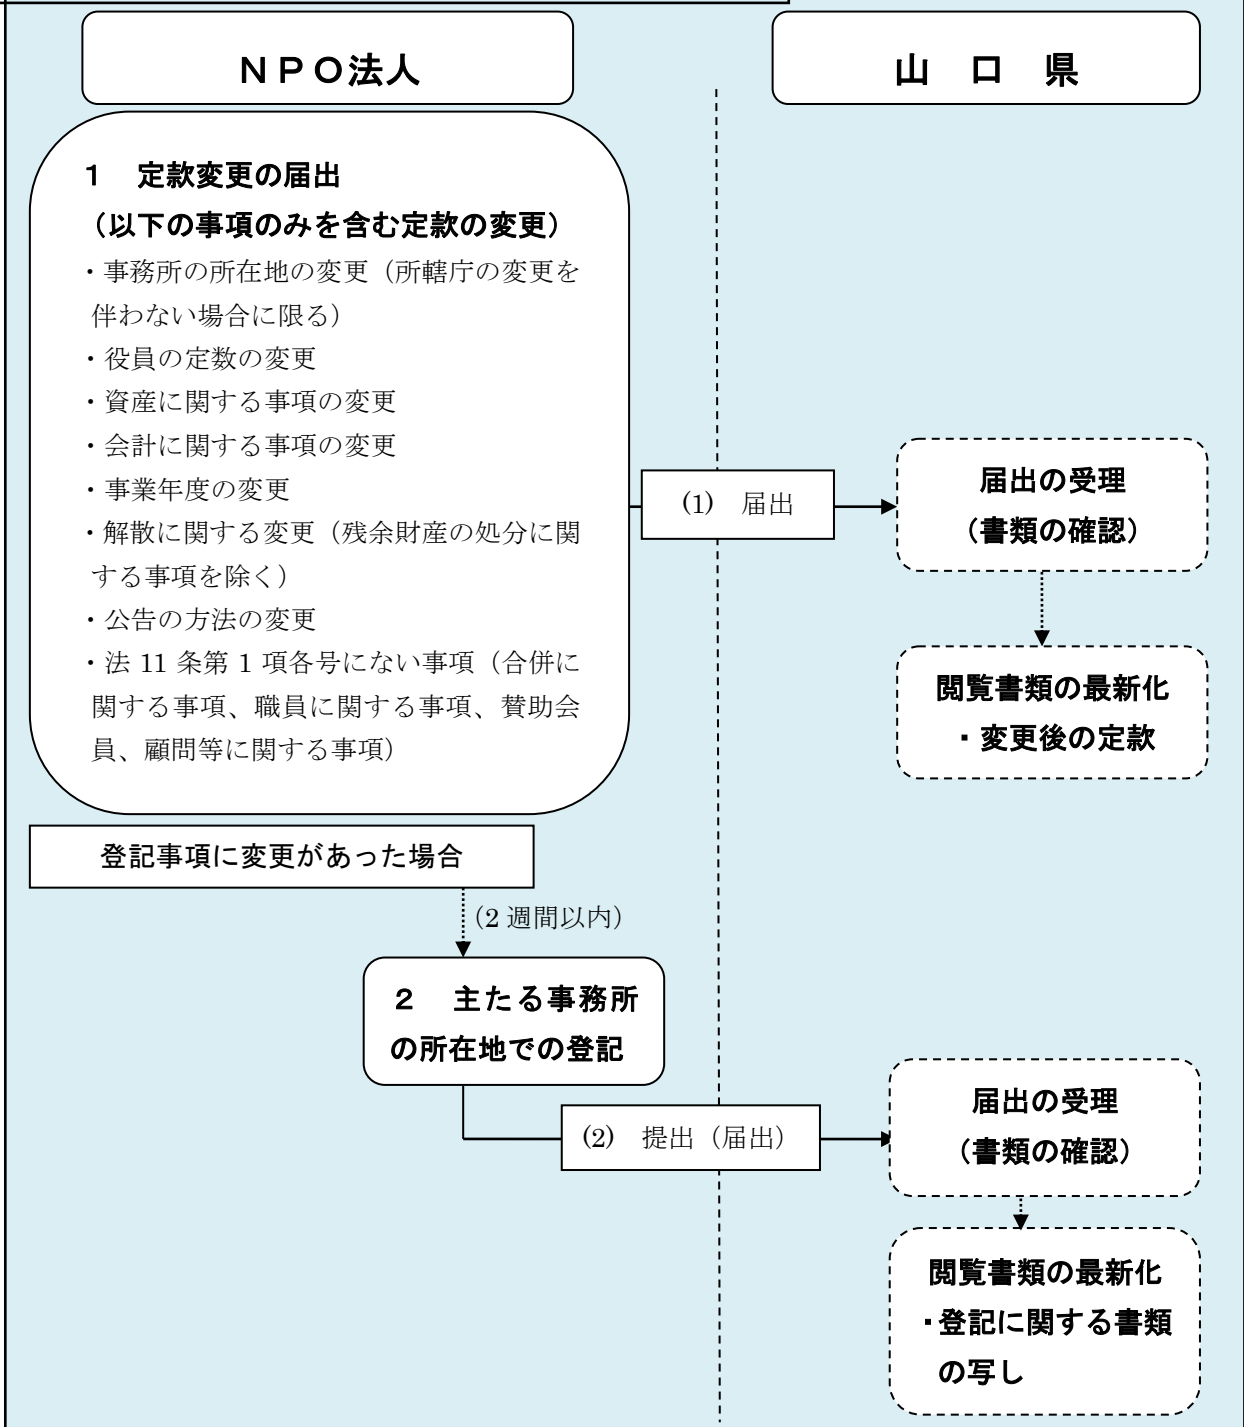 ＮＰＯ法人
山　口　県
１　定款変更の届出
（以下の事項のみを含む定款の変更）
・事務所の所在地の変更（所轄庁の変更を
伴わない場合に限る）
・役員の定数の変更
・資産に関する事項の変更
・会計に関する事項の変更
・事業年度の変更
・解散に関する変更（残余財産の処分に関
する事項を除く）
・公告の方法の変更
・法 11 条第 1 項各号にない事項（合併に
関する事項、職員に関する事項、賛助会
員、顧問等に関する事項）
(1)　届出
届出の受理
（書類の確認）
閲覧書類の最新化
・変更後の定款
登記事項に変更があった場合
（2 週間以内）
２　主たる事務所
の所在地での登記
(2)　提出（届出）
届出の受理
（書類の確認）
閲覧書類の最新化
・登記に関する書類
の写し